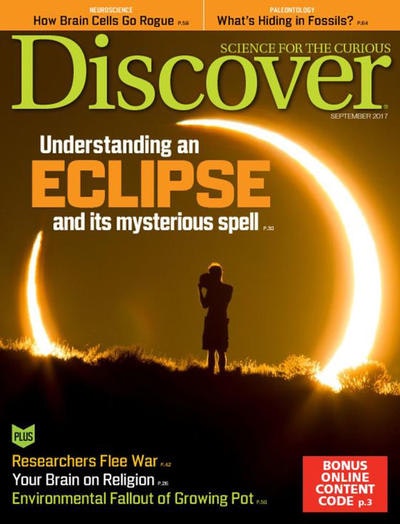 NEUROSCIENCE
How Brain Cells Go Rogue P.58
PALEONTOLOGY
What's Hiding in Fossils? P.64
SCIENCE FOR THE CURIOUS
Discover®
SEPTEMBER 2017
Understanding an
ECLIPSE
and its mysterious spell P.30
PLUS
Researchers Flee War P.42
Your Brain on Religion P.26
Environmental Fallout of Growing Pot P.50
BONUS
ONLINE
CONTENT
CODE p.3